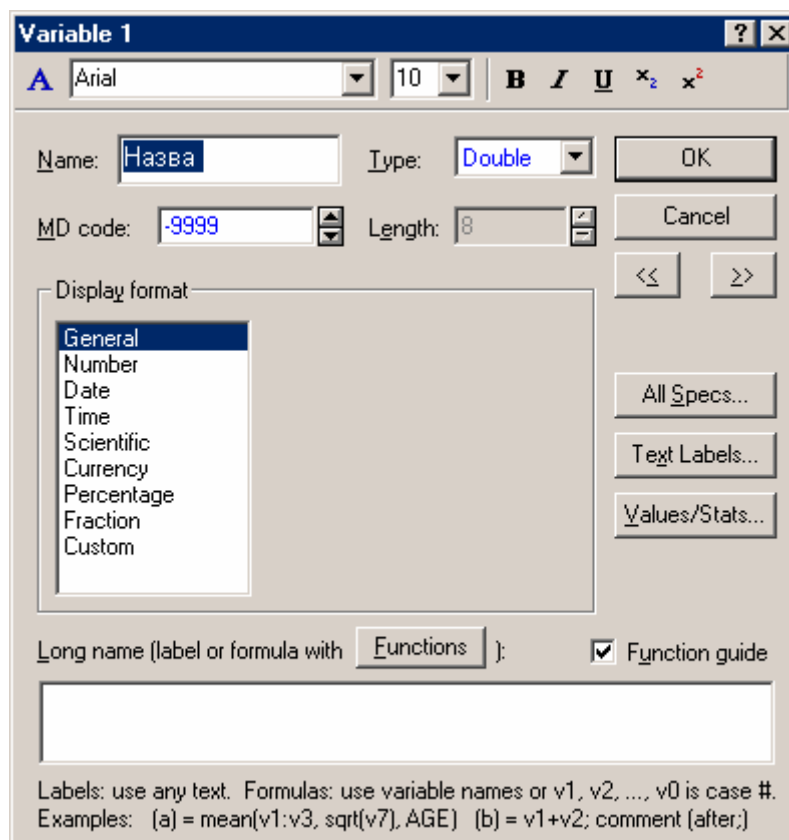 Variable 1
A Arial 10 B I U x₂ x²
Name: Назва Type: Double OK
MD code: -9999 Length: 8 Cancel
<< >>
Display format
General
Number
Date
Time
Scientific
Currency
Percentage
Fraction
Custom
All Specs...
Text Labels...
Values/Stats...
Long name (label or formula with Functions ): Function guide
Labels: use any text. Formulas: use variable names or v1, v2, ..., v0 is case #.
Examples: (a) = mean(v1:v3, sqrt(v7), AGE) (b) = v1+v2; comment (after;)